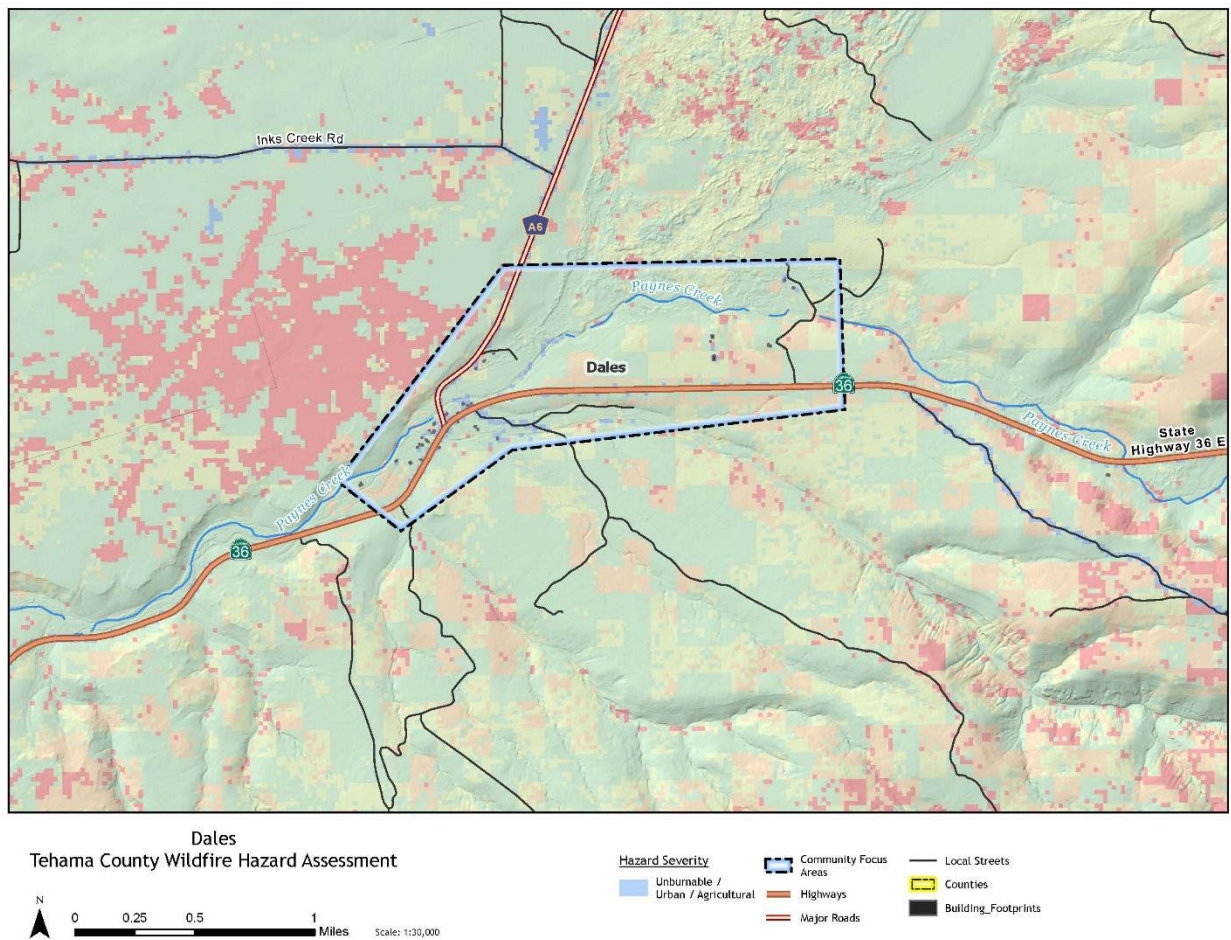 Inks Creek Rd
A6
Paynes Creek
Dales
36
Paynes Creek
State
Highway 36 E
Paynes Creek
36
Dales
Tehama County Wildfire Hazard Assessment
N
0 0.25 0.5 1
Miles
Scale: 1:30,000
Hazard Severity
Unburnable /
Urban / Agricultural
Community Focus
Areas
Highways
Major Roads
Local Streets
Counties
Building_Footprints